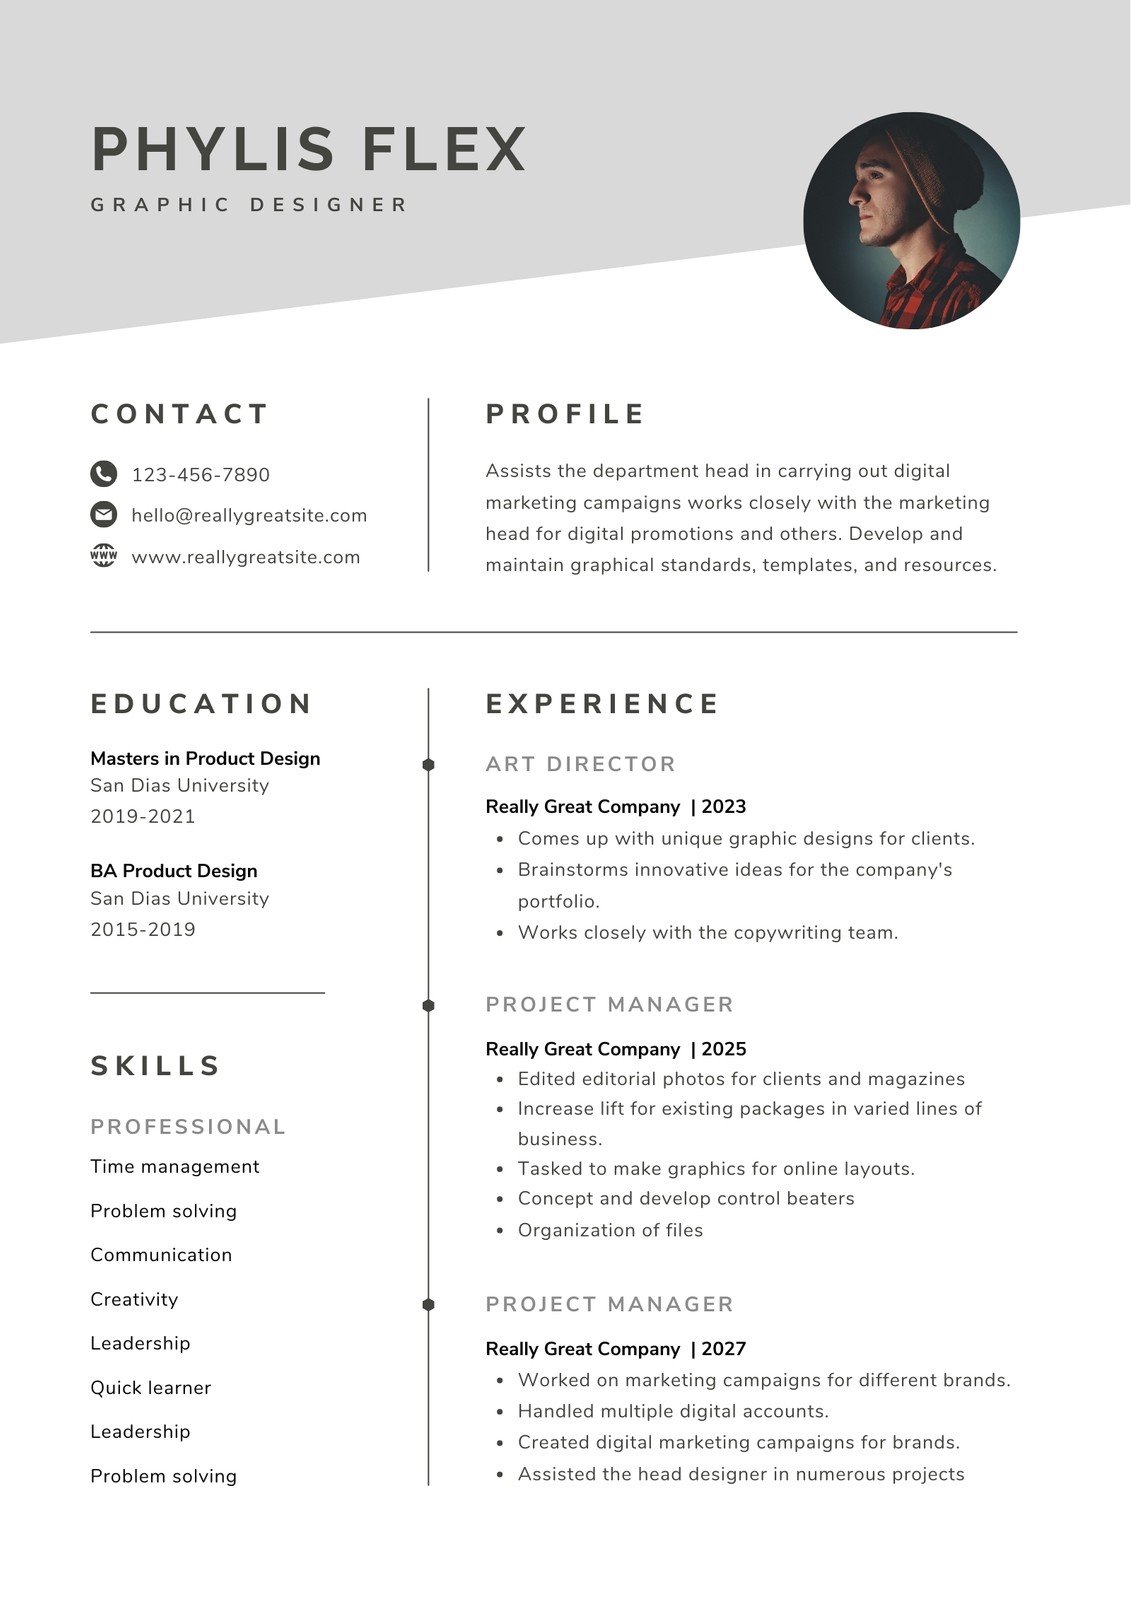 PHYLIS FLEX
GRAPHIC DESIGNER
CONTACT
123-456-7890
hello@reallygreatsite.com
www
www.reallygreatsite.com
PROFILE
Assists the department head in carrying out digital
marketing campaigns works closely with the marketing
head for digital promotions and others. Develop and
maintain graphical standards, templates, and resources.
EDUCATION
Masters in Product Design
San Dias University
2019-2021
BA Product Design
San Dias University
2015-2019
SKILLS
PROFESSIONAL
Time management
Problem solving
Communication
Creativity
Leadership
Quick learner
Leadership
Problem solving
EXPERIENCE
ART DIRECTOR
Really Great Company | 2023
• Comes up with unique graphic designs for clients.
• Brainstorms innovative ideas for the company's
portfolio.
• Works closely with the copywriting team.
PROJECT MANAGER
Really Great Company | 2025
• Edited editorial photos for clients and magazines
• Increase lift for existing packages in varied lines of
business.
• Tasked to make graphics for online layouts.
• Concept and develop control beaters
• Organization of files
PROJECT MANAGER
Really Great Company | 2027
• Worked on marketing campaigns for different brands.
• Handled multiple digital accounts.
• Created digital marketing campaigns for brands.
• Assisted the head designer in numerous projects